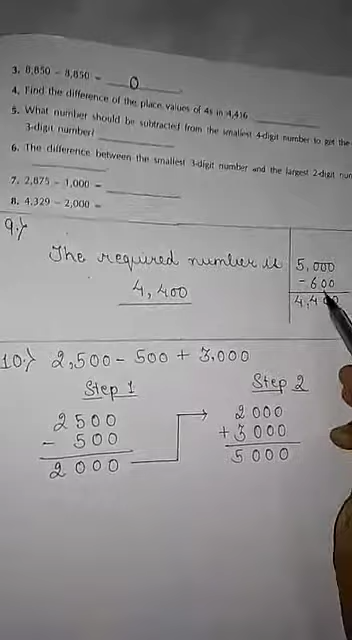 3. 8,850 – 8,850 = 0
4. Find the difference of the place values of 4s in 4,416
5. What number should be subtracted from the smallest 4-digit number to get the
3-digit number?
6. The difference between the smallest 3-digit number and the largest 2-digit
7. 2,875 – 1,000 =
8. 4,329 – 2,000 =
9.)
The required number is
4,400
5,000
- 600
4,4
10.) 2,500 - 500 + 3,000
Step 1
2500
- 500
2000
Step 2
2000
+ 3000
5000